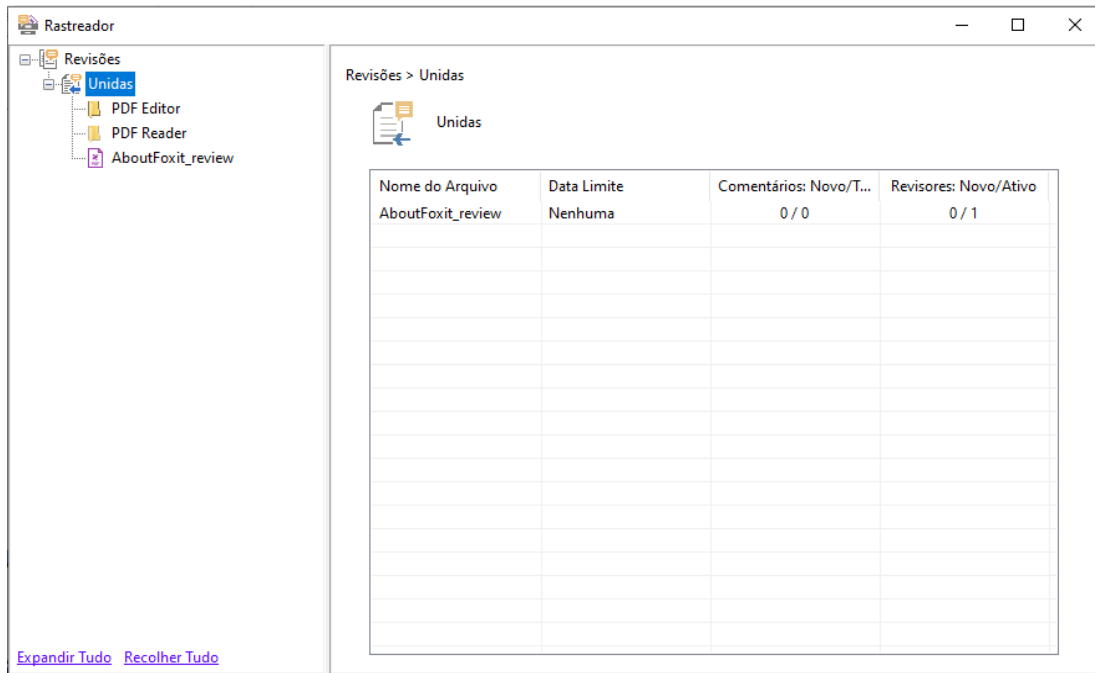 Rastreador
Revisões
Unidas
PDF Editor
PDF Reader
AboutFoxit_review
Expandir Tudo Recolher Tudo
Revisões > Unidas
Unidas
Nome do Arquivo Data Limite Comentários: Novo/T... Revisores: Novo/Ativo
AboutFoxit_review Nenhuma 0 / 0 0 / 1